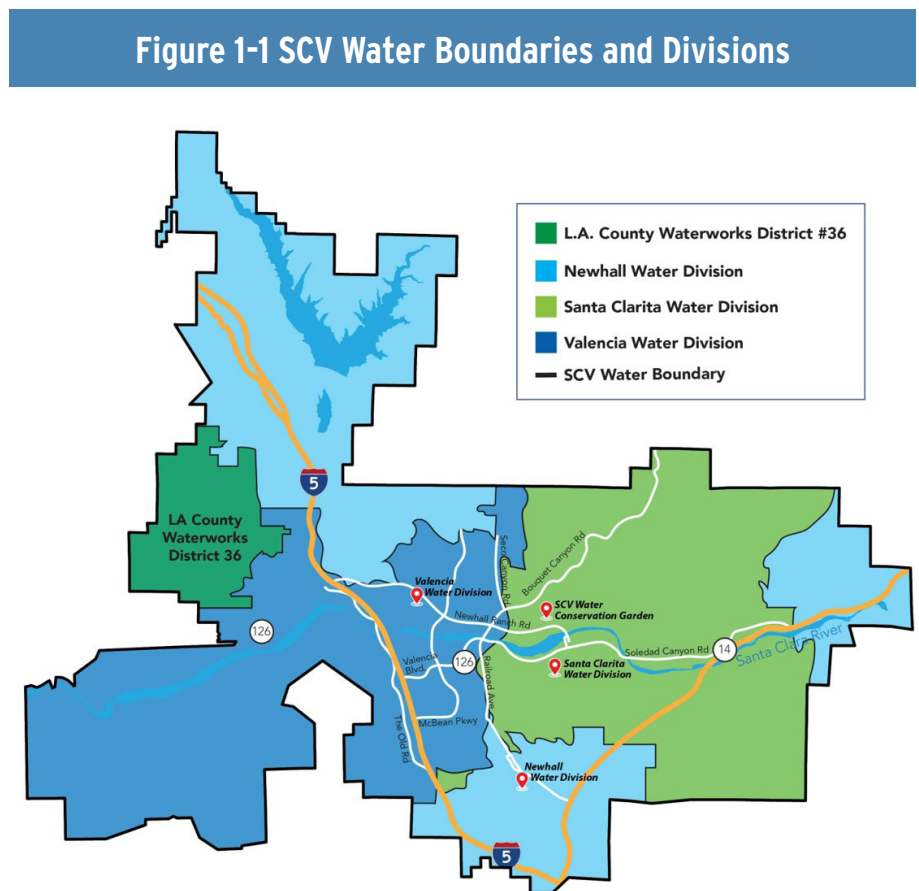 Figure 1-1 SCV Water Boundaries and Divisions
L.A. County Waterworks District #36
Newhall Water Division
Santa Clarita Water Division
Valencia Water Division
SCV Water Boundary
5
LA County
Waterworks
District 36
Seco Canyon Rd
Bouquet Canyon Rd
Valencia
Water Division
SCV Water
Conservation Garden
Newhall Ranch Rd
126
Soledad Canyon Rd
14
Santa Clara River
Valencia
Blvd.
126
Santa Clarita
Water Division
Railroad Ave
The Old Rd
McBean Pkwy
Newhall
Water Division
5